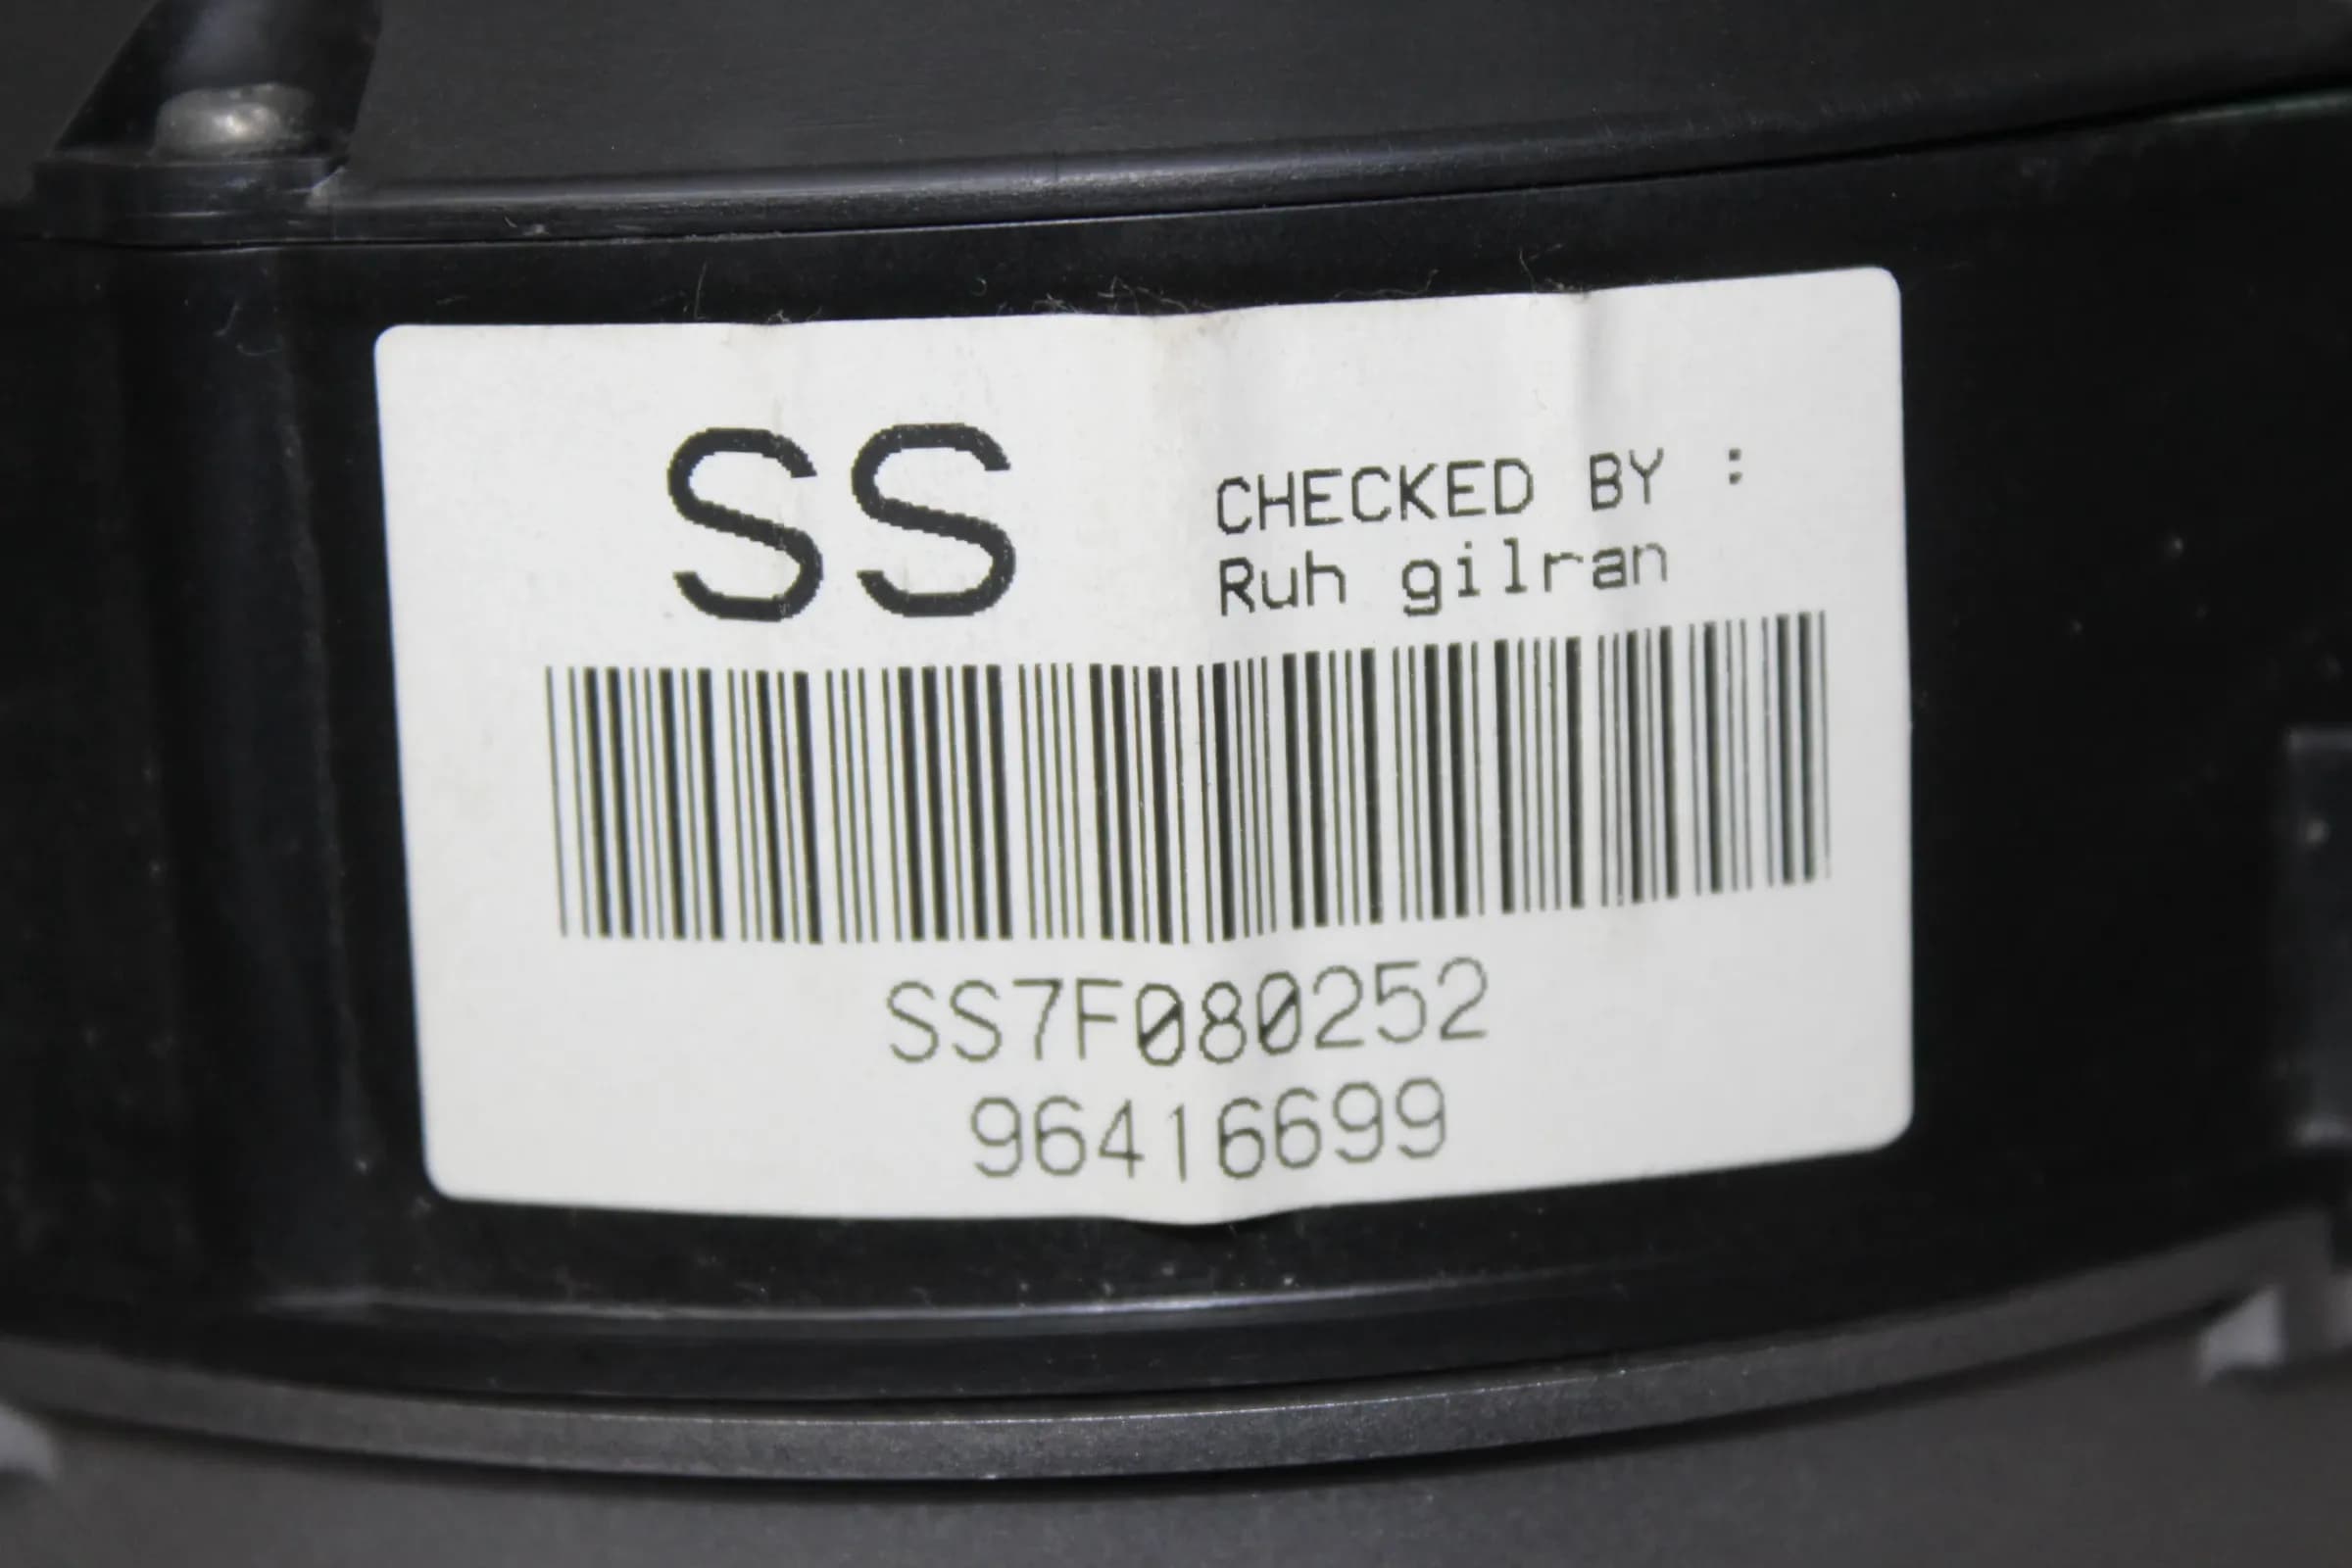 SS
CHECKED BY :
Ruh gilran
SS7F080252
96416699